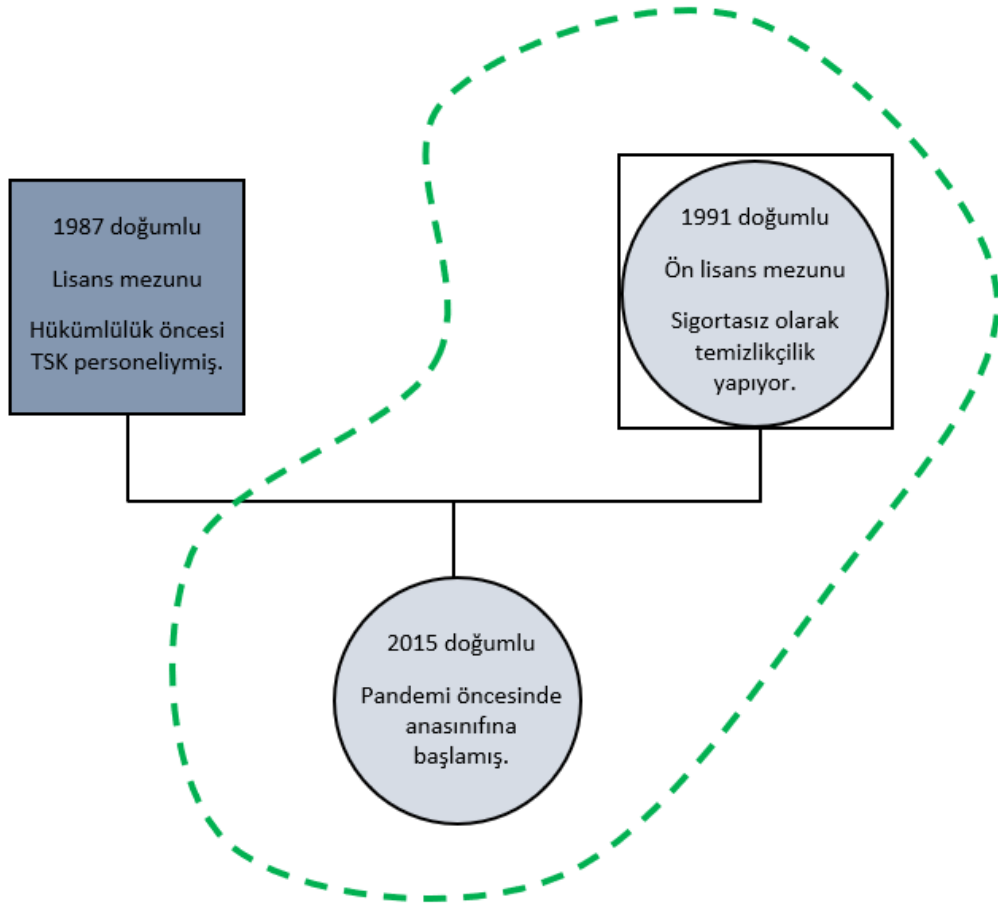 1987 doğumlu
Lisans mezunu
Hükümlülük öncesi
TSK personeliymiş.
1991 doğumlu
Ön lisans mezunu
Sigortasız olarak
temizlikçilik
yapıyor.
2015 doğumlu
Pandemi öncesinde
anasınıfına
başlamış.